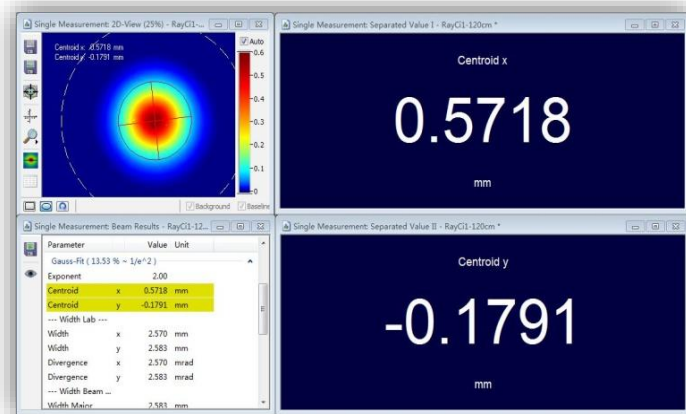 Single Measurement: 2D-View (25%) - RayCi1-...
Centroid x: 0.5718 mm
Centroid y: -0.1791 mm
Auto
0.6
0.5
0.4
0.3
0.2
0.1
0
Background
Baseline
Single Measurement: Separated Value I - RayCi1-120cm *
Centroid x
0.5718
mm
Single Measurement: Beam Results - RayCi1-12...
Parameter Value Unit
Gauss-Fit ( 13.53 % ~ 1/e^2 )
Exponent 2.00
Centroid x 0.5718 mm
Centroid y -0.1791 mm
--- Width Lab ---
Width x 2.570 mm
Width y 2.583 mm
Divergence x 2.570 mrad
Divergence y 2.583 mrad
--- Width Beam ...
Width Major 2.583 mm
Single Measurement: Separated Value II - RayCi1-120cm *
Centroid y
-0.1791
mm